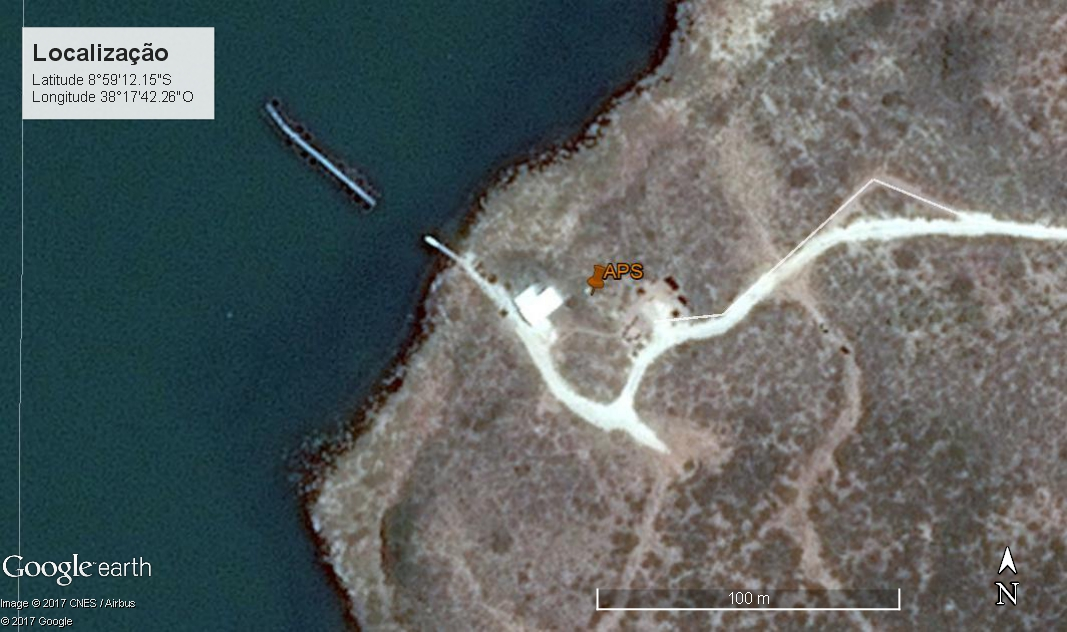 Localização
Latitude 8°59'12.15"S
Longitude 38°17'42.26"O
APS
Google earth
100 m
N
Image © 2017 CNES / Airbus
© 2017 Google